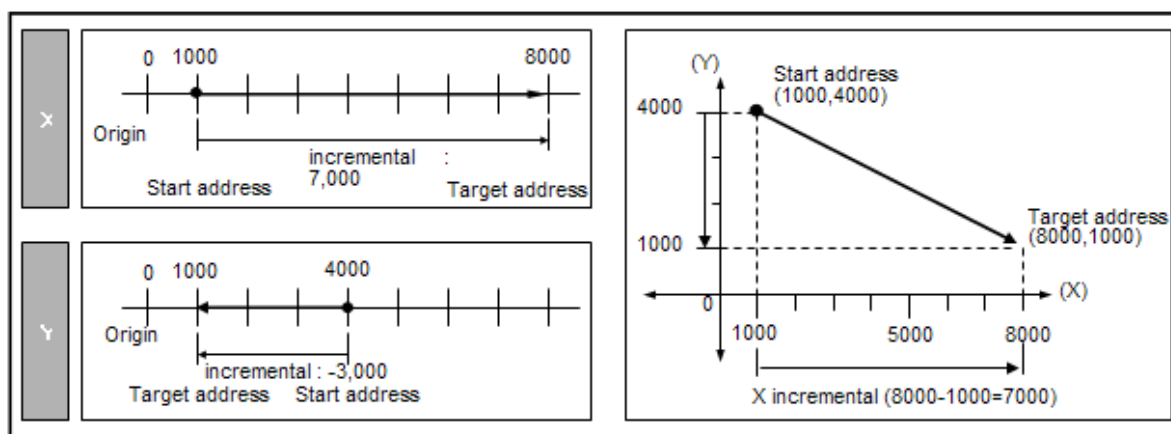 X
0 1000 8000
Origin
incremental :
7,000
Start address Target address
Y
0 1000 4000
Origin
incremental : -3,000
Target address Start address
(Y)
Start address
(1000,4000)
4000
Target address
(8000,1000)
1000
0
(X)
1000 5000 8000
X incremental (8000-1000=7000)